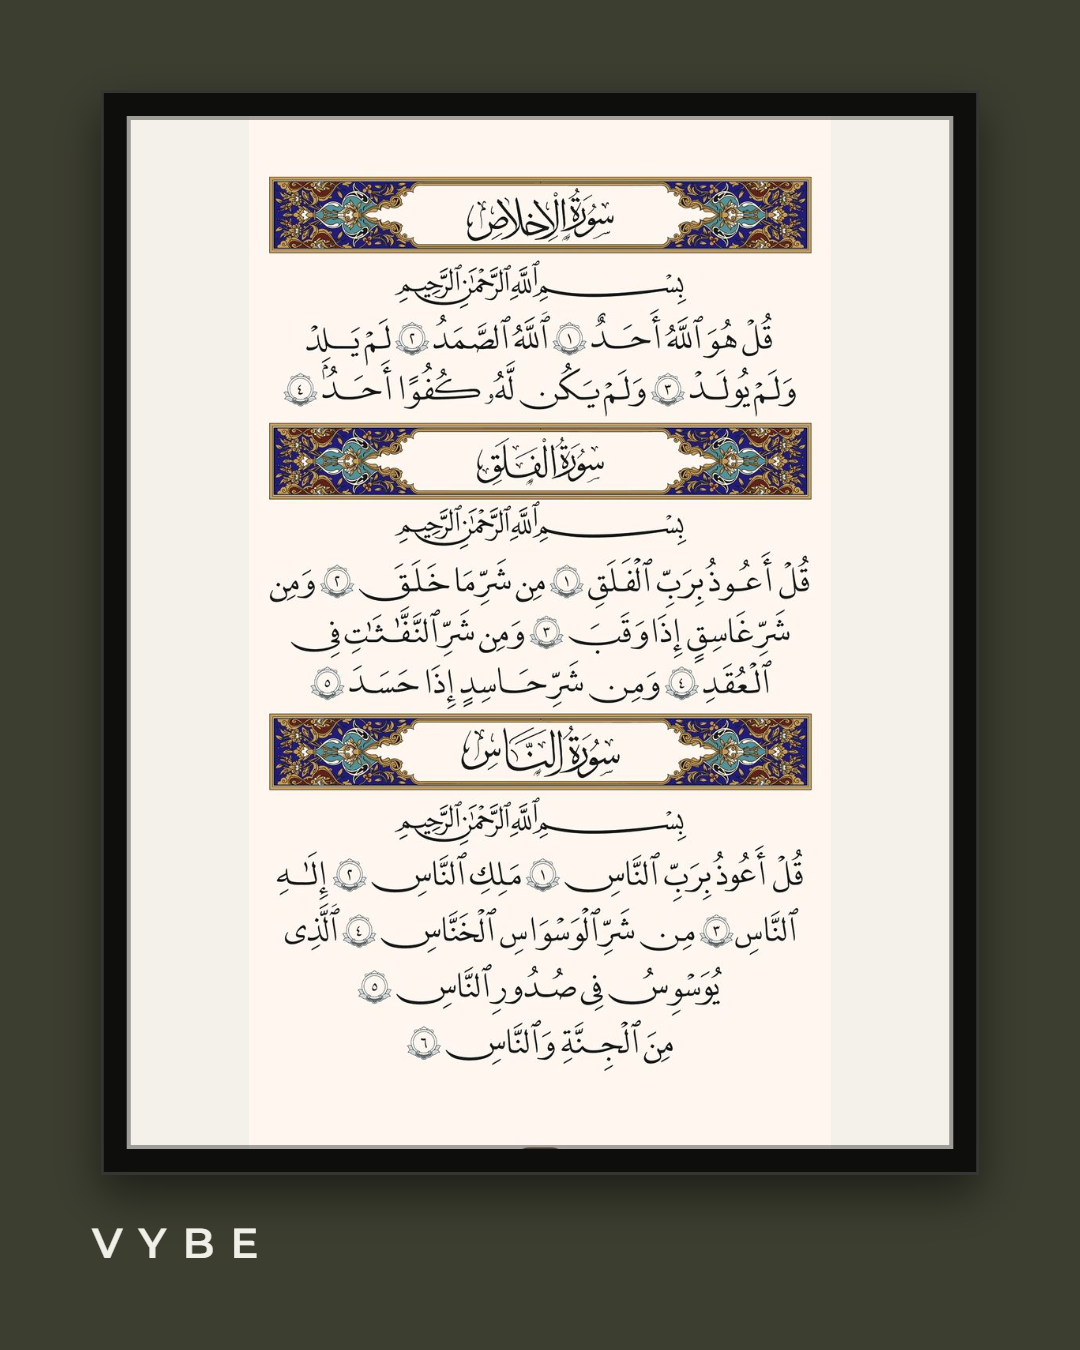 سُورَةُ الْإِخْلَاصِ
بِسْمِ ٱللَّهِ ٱلرَّحْمَٰنِ ٱلرَّحِيمِ
قُلْ هُوَ ٱللَّهُ أَحَدٌ ١ ٱللَّهُ ٱلصَّمَدُ ٢ لَمْ يَلِدْ
وَلَمْ يُولَدْ ٣ وَلَمْ يَكُن لَّهُۥ كُفُوًا أَحَدٌۢ ٤
سُورَةُ الْفَلَقِ
بِسْمِ ٱللَّهِ ٱلرَّحْمَٰنِ ٱلرَّحِيمِ
قُلْ أَعُوذُ بِرَبِّ ٱلْفَلَقِ ١ مِن شَرِّ مَا خَلَقَ ٢ وَمِن
شَرِّ غَاسِقٍ إِذَا وَقَبَ ٣ وَمِن شَرِّ ٱلنَّفَّٰثَٰتِ فِى
ٱلْعُقَدِ ٤ وَمِن شَرِّ حَاسِدٍ إِذَا حَسَدَ ٥
سُورَةُ النَّاسِ
بِسْمِ ٱللَّهِ ٱلرَّحْمَٰنِ ٱلرَّحِيمِ
قُلْ أَعُوذُ بِرَبِّ ٱلنَّاسِ ١ مَلِكِ ٱلنَّاسِ ٢ إِلَٰهِ
ٱلنَّاسِ ٣ مِن شَرِّ ٱلْوَسْوَاسِ ٱلْخَنَّاسِ ٤ ٱلَّذِى
يُوَسْوِسُ فِى صُدُورِ ٱلنَّاسِ ٥
مِنَ ٱلْجِنَّةِ وَٱلنَّاسِ ٦
VYBE